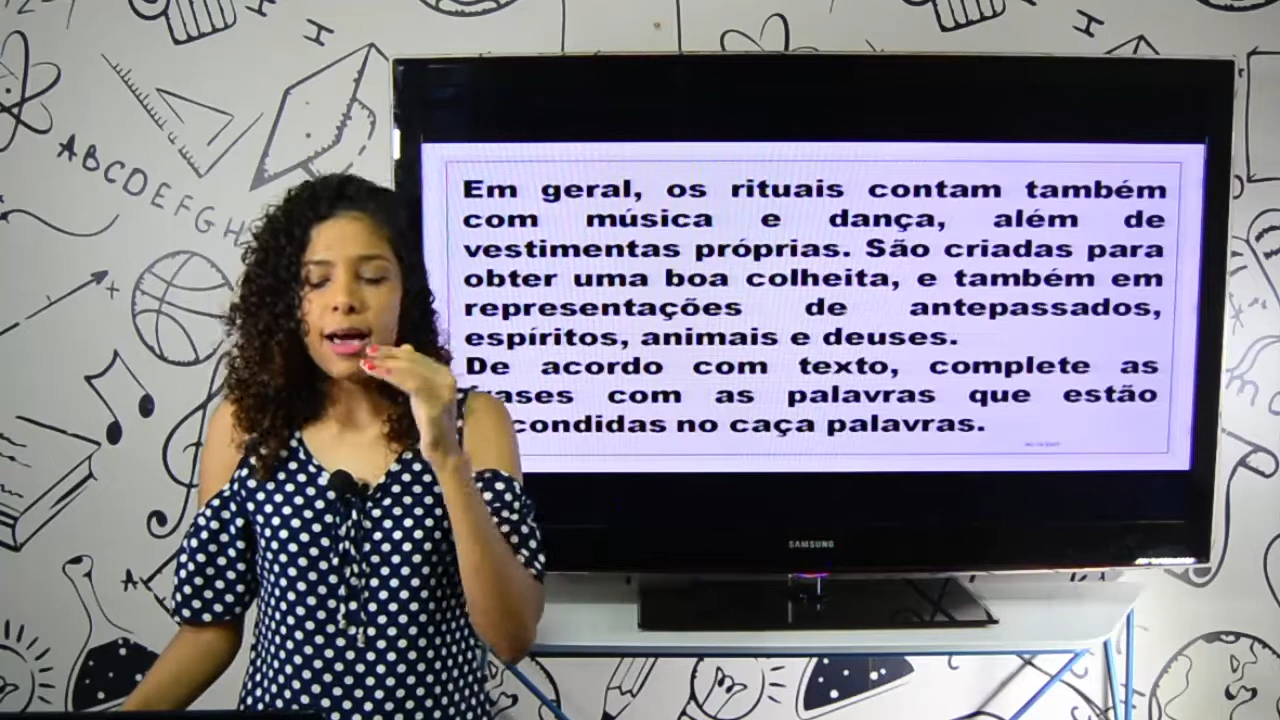 ABCDEFGH
Em geral, os rituais contam também
com música e dança, além de
vestimentas próprias. São criadas para
obter uma boa colheita, e também em
representações de antepassados,
espíritos, animais e deuses.
De acordo com texto, complete as
com as palavras que estão
no caça palavras.
SAMSUNG
A